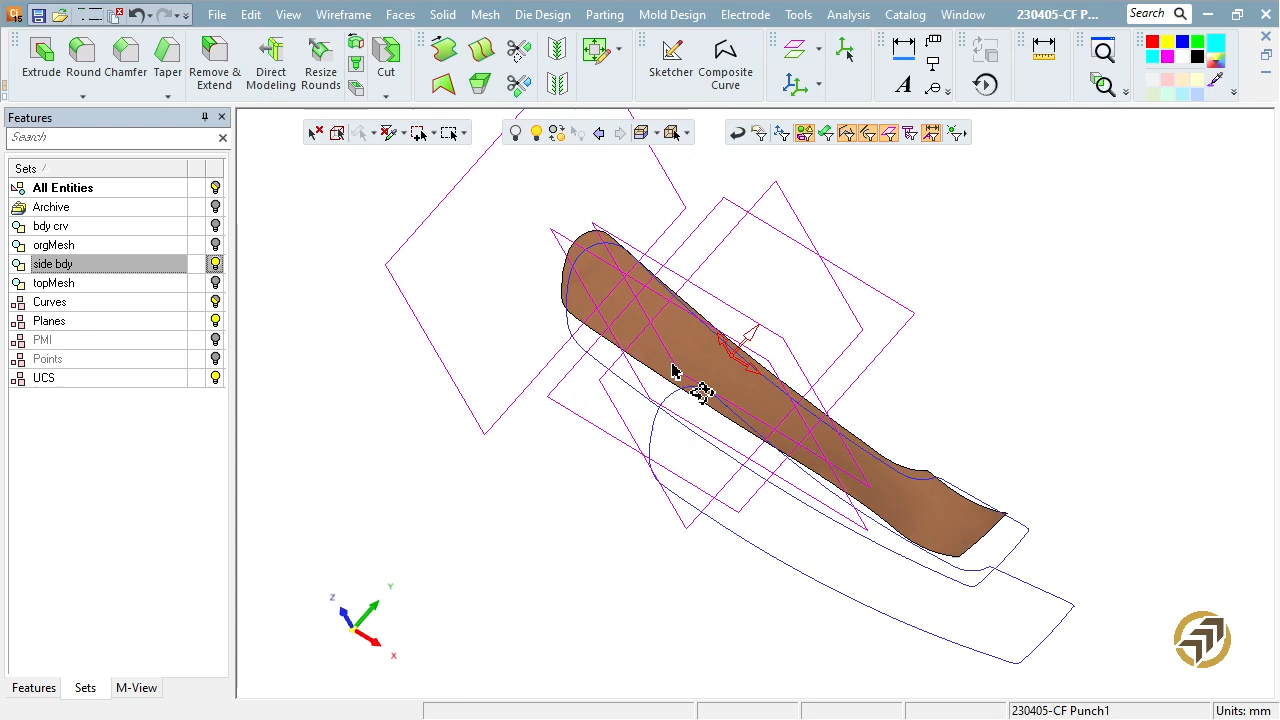 File Edit View Wireframe Faces Solid Mesh Die Design Parting Mold Design Electrode Tools Analysis Catalog Window 230405-CF P... Search
Extrude Round Chamfer Taper Remove & Extend Direct Modeling Resize Rounds Cut Sketcher Composite Curve
Features
Search
Sets
All Entities
Archive
bdy crv
orgMesh
side bdy
topMesh
Curves
Planes
PMI
Points
UCS
Z
Y
X
Features Sets M-View
230405-CF Punch1 Units: mm